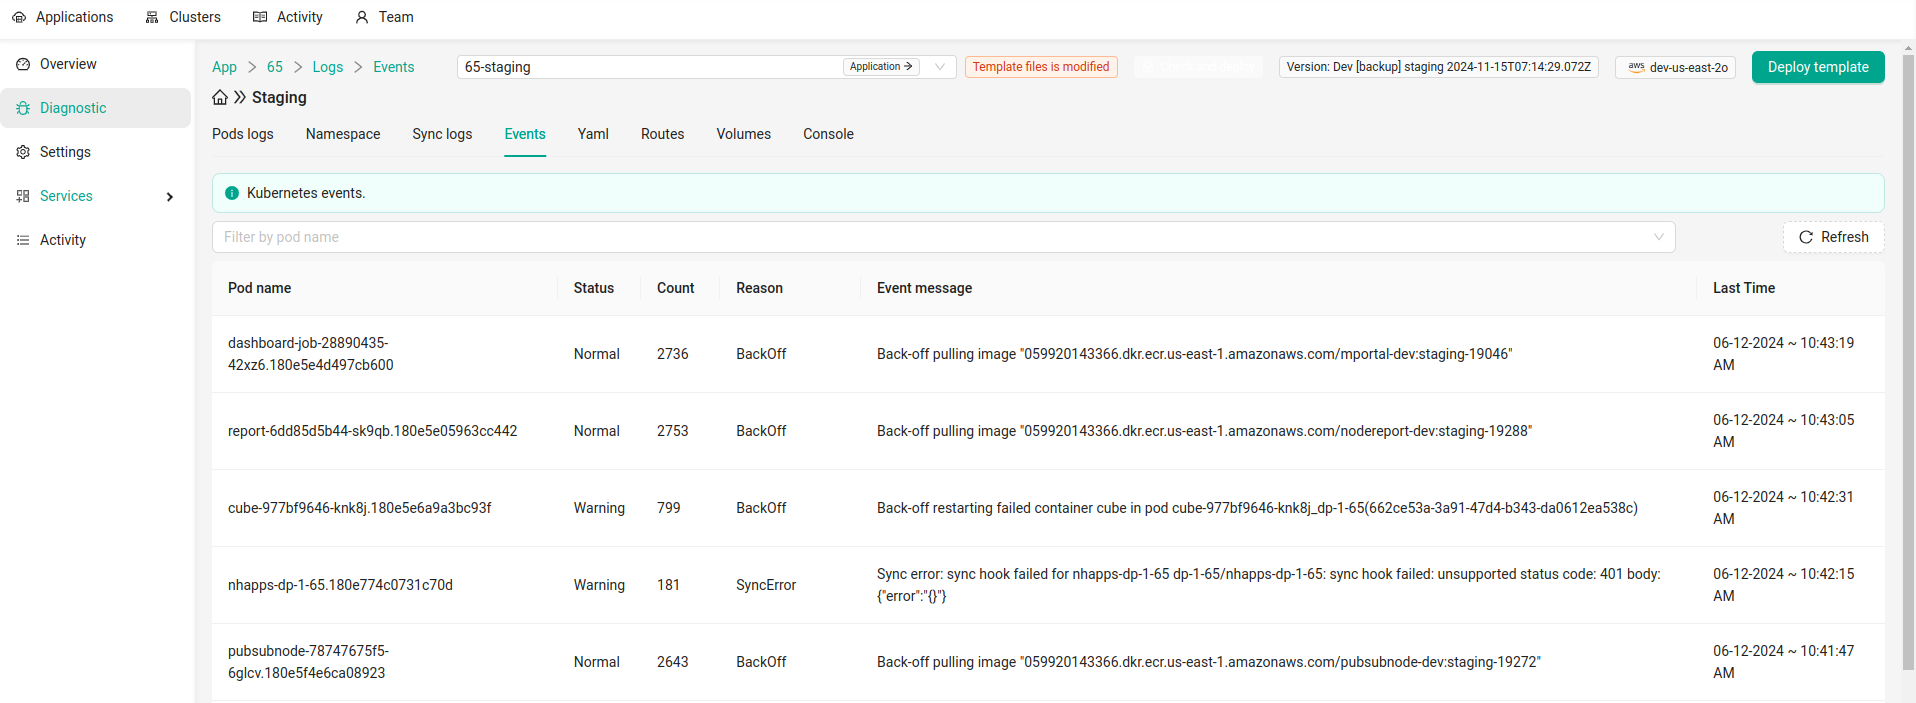 Applications Clusters Activity Team
Overview
Diagnostic
Settings
Services
Activity
App > 65 > Logs > Events
65-staging Application → Template files is modified Version: Dev [backup] staging 2024-11-15T07:14:29.072Z aws dev-us-east-2o Deploy template
Staging
Pods logs Namespace Sync logs Events Yaml Routes Volumes Console
Kubernetes events.
Filter by pod name Refresh
Pod name Status Count Reason Event message Last Time
dashboard-job-28890435-
42xz6.180e5e4d497cb600 Normal 2736 BackOff Back-off pulling image "059920143366.dkr.ecr.us-east-1.amazonaws.com/mportal-dev:staging-19046" 06-12-2024 ~ 10:43:19
AM
report-6dd85d5b44-sk9qb.180e5e05963cc442 Normal 2753 BackOff Back-off pulling image "059920143366.dkr.ecr.us-east-1.amazonaws.com/nodereport-dev:staging-19288" 06-12-2024 ~ 10:43:05
AM
cube-977bf9646-knk8j.180e5e6a9a3bc93f Warning 799 BackOff Back-off restarting failed container cube in pod cube-977bf9646-knk8j_dp-1-65(662ce53a-3a91-47d4-b343-da0612ea538c) 06-12-2024 ~ 10:42:31
AM
nhapps-dp-1-65.180e774c0731c70d Warning 181 SyncError Sync error: sync hook failed for nhapps-dp-1-65 dp-1-65/nhapps-dp-1-65: sync hook failed: unsupported status code: 401 body:
{"error":"{}"} 06-12-2024 ~ 10:42:15
AM
pubsubnode-78747675f5-
6glcv.180e5f4e6ca08923 Normal 2643 BackOff Back-off pulling image "059920143366.dkr.ecr.us-east-1.amazonaws.com/pubsubnode-dev:staging-19272" 06-12-2024 ~ 10:41:47
AM